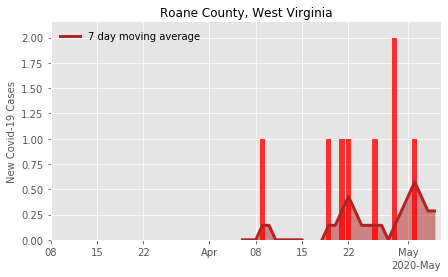 Roane County, West Virginia
7 day moving average
New Covid-19 Cases
2.00
1.75
1.50
1.25
1.00
0.75
0.50
0.25
0.00
08 15 22 Apr 08 15 22 May
2020-May